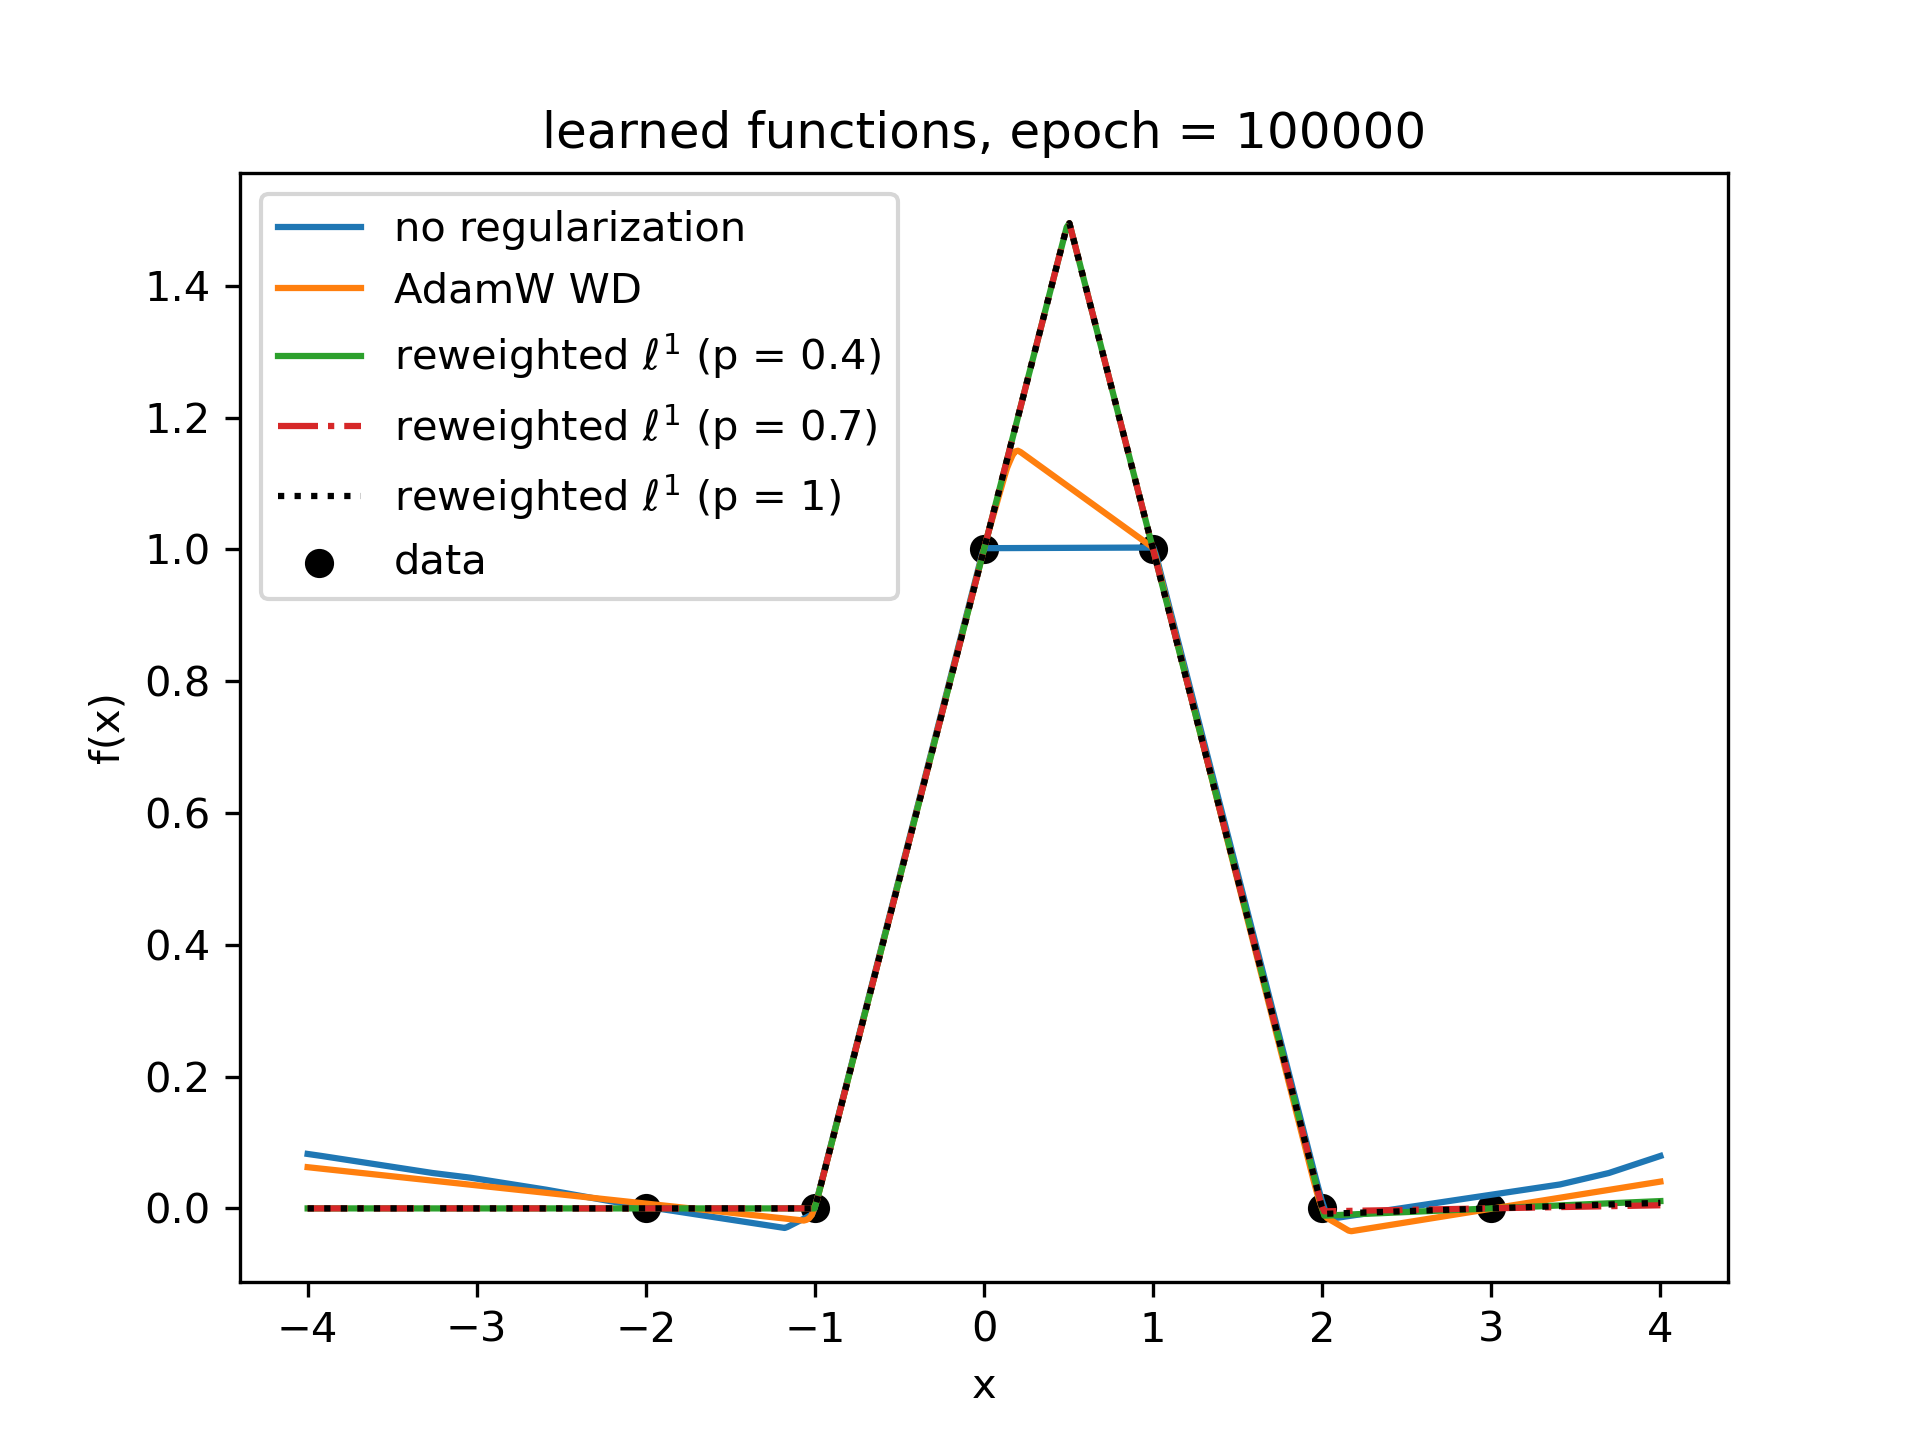 learned functions, epoch = 100000
no regularization
AdamW WD
reweighted ℓ¹ (p = 0.4)
reweighted ℓ¹ (p = 0.7)
reweighted ℓ¹ (p = 1)
data
f(x)
1.4
1.2
1.0
0.8
0.6
0.4
0.2
0.0
−4 −3 −2 −1 0 1 2 3 4
x